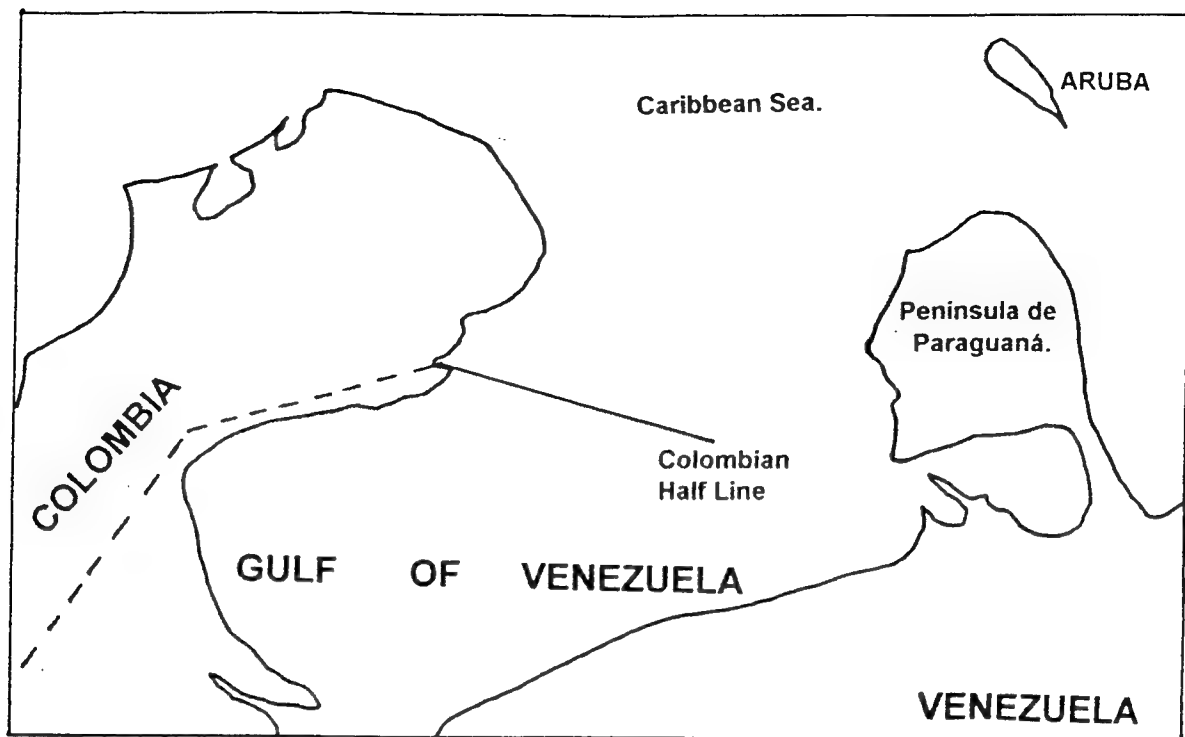 ARUBA
Caribbean Sea.
Peninsula de
Paraguaná.
COLOMBIA
Colombian
Half Line
GULF OF VENEZUELA
VENEZUELA